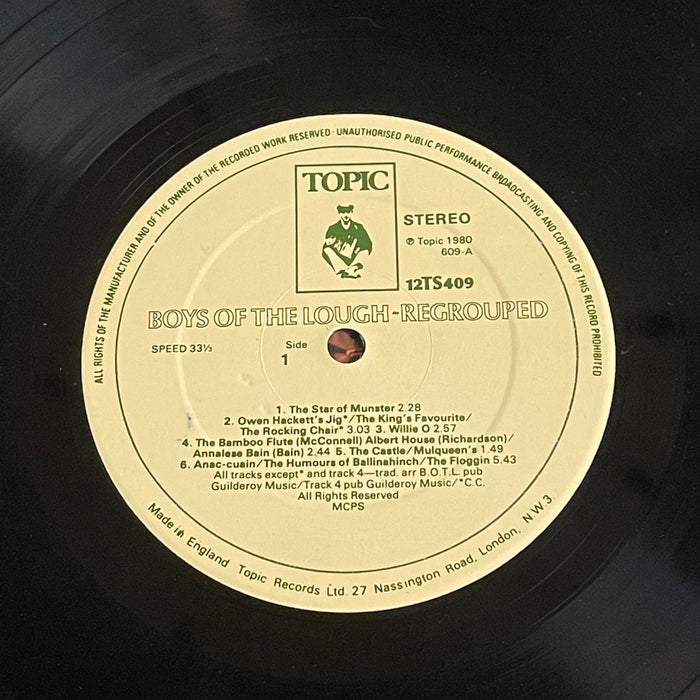 ALL RIGHTS OF THE MANUFACTURER AND OF THE OWNER OF THE RECORDED WORK RESERVED · UNAUTHORISED PUBLIC PERFORMANCE BROADCASTING AND COPYING OF THIS RECORD PROHIBITED
TOPIC
STEREO
℗ Topic 1980
609-A
12TS409
BOYS OF THE LOUGH-REGROUPED
SPEED 33⅓
Side
1
1. The Star of Munster 2.28
2. Owen Hackett's Jig*/The King's Favourite/
The Rocking Chair* 3.03 3. Willie O 2.57
4. The Bamboo Flute (McConnell) Albert House (Richardson)/
Annalese Bain (Bain) 2.44 5. The Castle/Mulqueen's 1.49
6. Anac-cuain/The Humours of Ballinahinch/The Floggin 5.43
All tracks except* and track 4—trad. arr B.O.T.L. pub
Guilderoy Music/Track 4 pub Guilderoy Music/*C.C.
All Rights Reserved
MCPS
Made in England Topic Records Ltd. 27 Nassington Road, London, N.W.3.